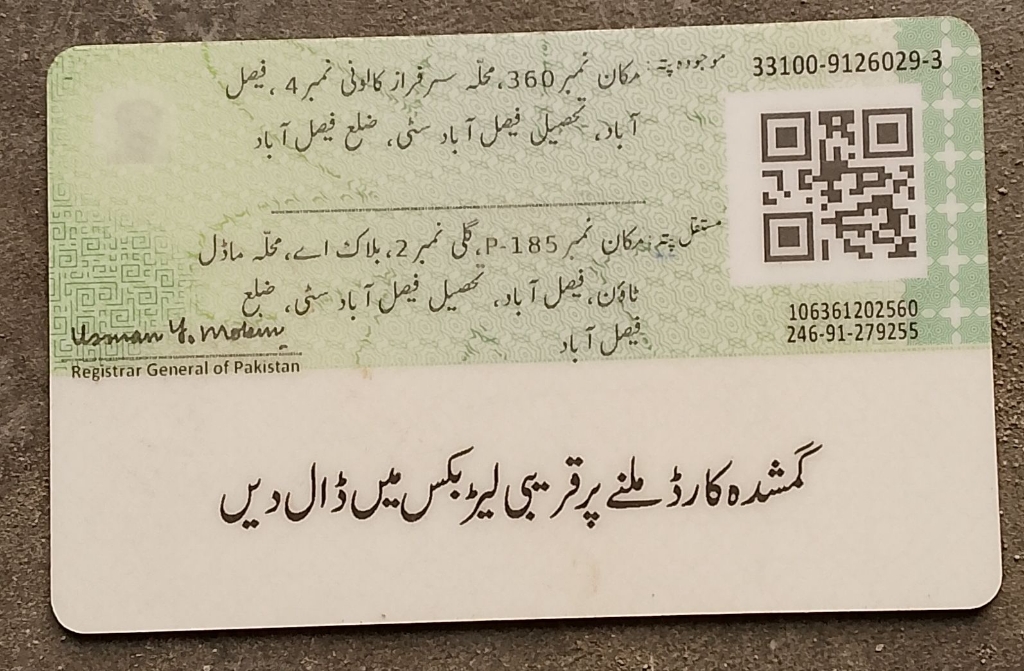 33100-9126029-3
موجودہ پتہ: مکان نمبر 360، محلہ سرفراز کالونی نمبر 4، فیصل
آباد، تحصیل فیصل آباد سٹی، ضلع فیصل آباد
مستقل پتہ: مکان نمبر P-185، گلی نمبر 2، بلاک اے، محلّہ ماڈل
ٹاؤن، فیصل آباد، تحصیل فیصل آباد سٹی، ضلع
فیصل آباد
106361202560
246-91-279255
Usman Y. Mobin
Registrar General of Pakistan
گمشدہ کارڈ ملنے پر قریبی لیٹر بکس میں ڈال دیں